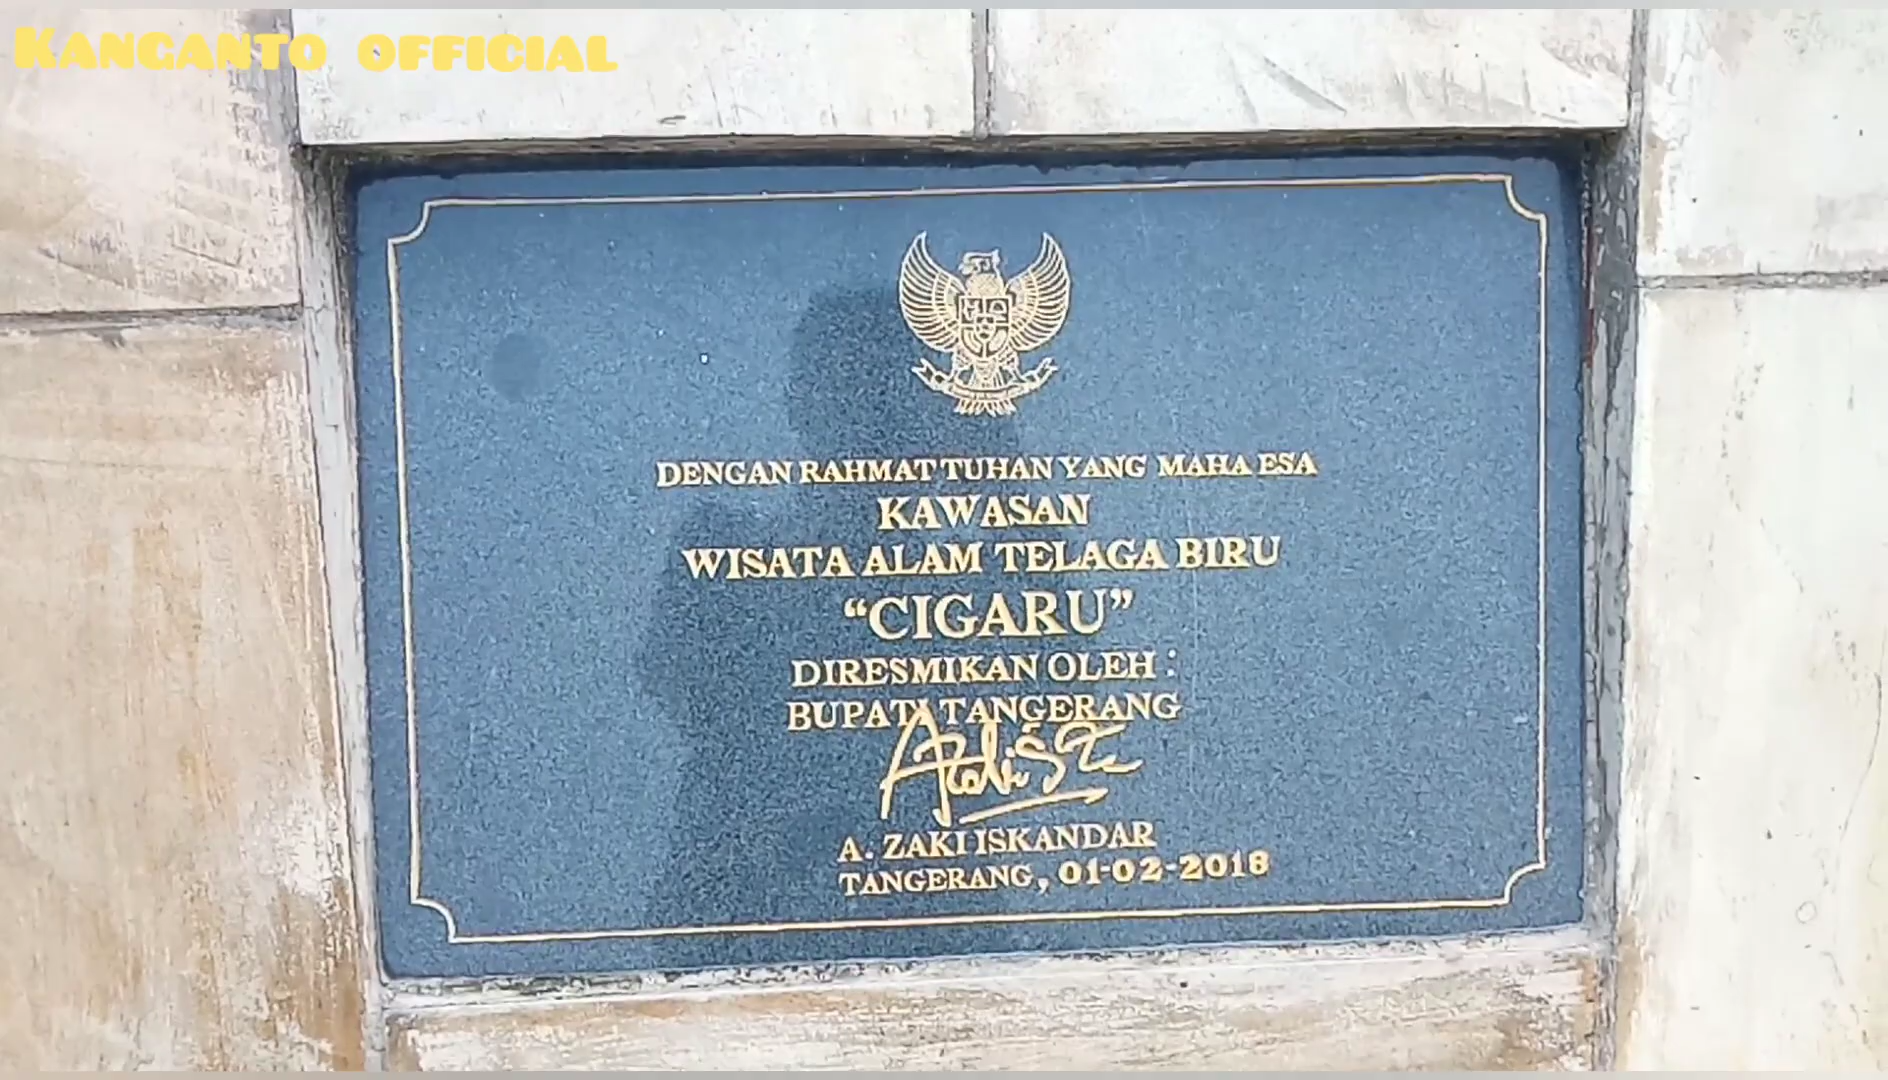 KANGANTO OFFICIAL
DENGAN RAHMAT TUHAN YANG MAHA ESA
KAWASAN
WISATA ALAM TELAGA BIRU
“CIGARU”
DIRESMIKAN OLEH :
BUPATI TANGERANG
A. ZAKI ISKANDAR
TANGERANG, 01-02-2018